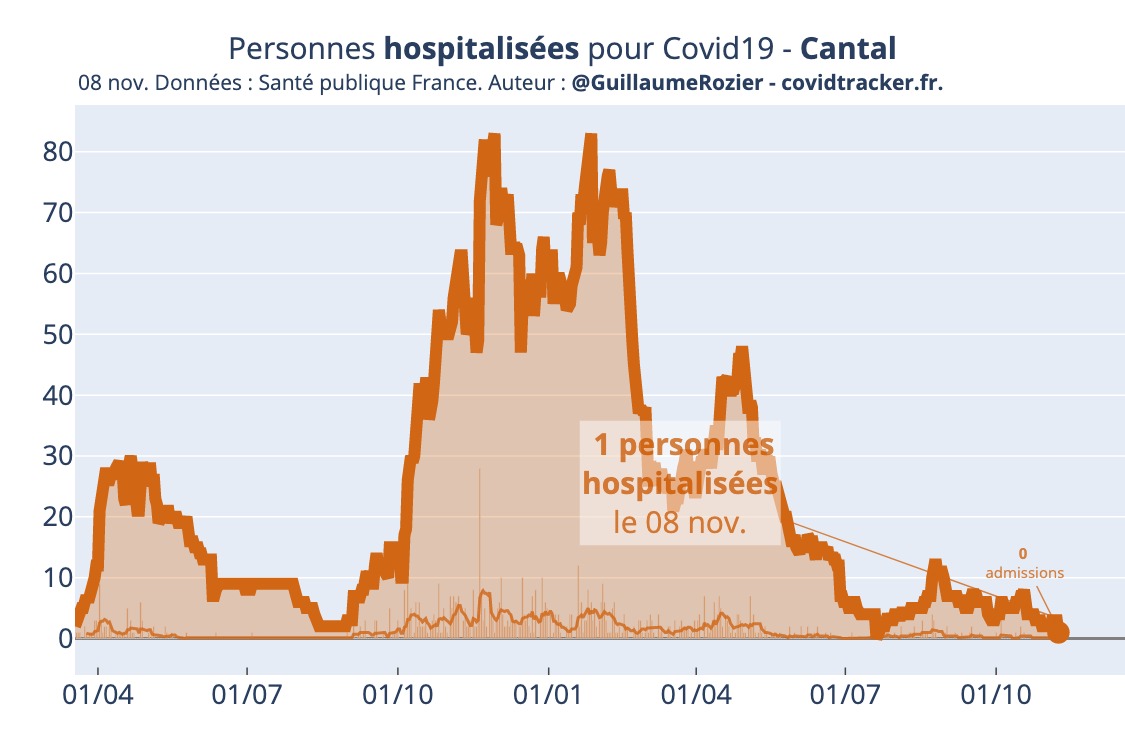 Personnes hospitalisées pour Covid19 - Cantal
08 nov. Données : Santé publique France. Auteur : @GuillaumeRozier - covidtracker.fr.
80
70
60
50
40
30
20
10
0
1 personnes
hospitalisées
le 08 nov.
0
admissions
01/04
01/07
01/10
01/01
01/04
01/07
01/10